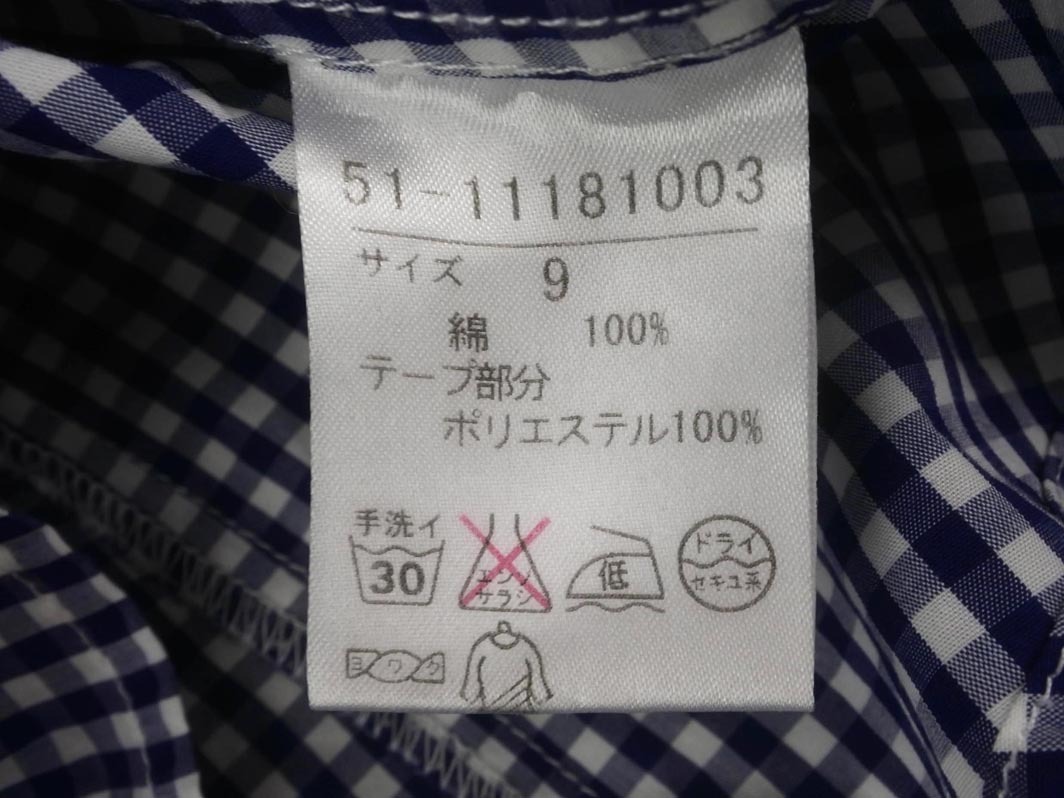 51-11181003
サイズ 9
綿 100%
テープ部分
ポリエステル100%
手洗イ
30
エンソ
サラシ
低
ドライ
セキユ系
ヨワク